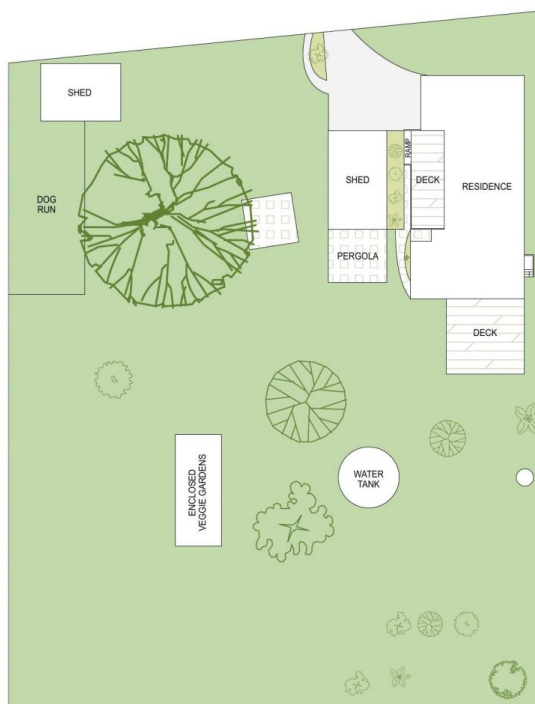 SHED
DOG
RUN
SHED
RAMP
DECK
RESIDENCE
PERGOLA
DECK
ENCLOSED
VEGGIE GARDENS
WATER
TANK